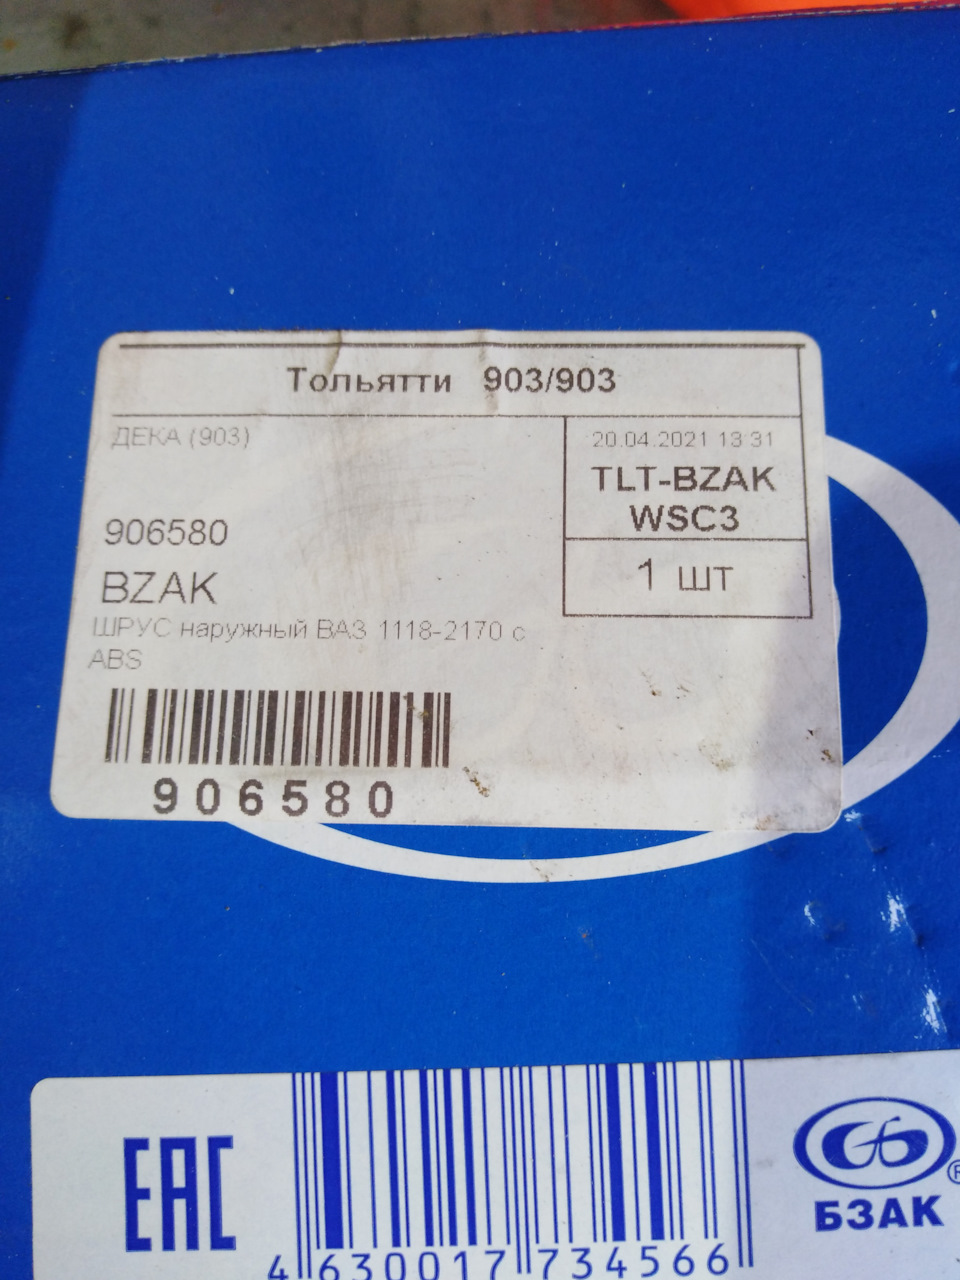 Тольятти 903/903
ДЕКА (903)
20.04.2021 13:31
TLT-BZAK
WSC3
906580
1 шт
BZAK
ШРУС наружный ВАЗ 1118-2170 с
ABS
906580
EAC
4 630017 734566
БЗАК